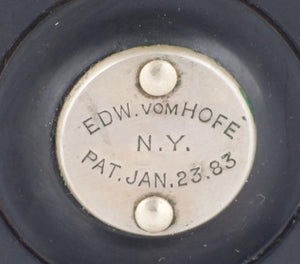 EDW. VOM HOFE
N.Y.
PAT. JAN. 23. 83